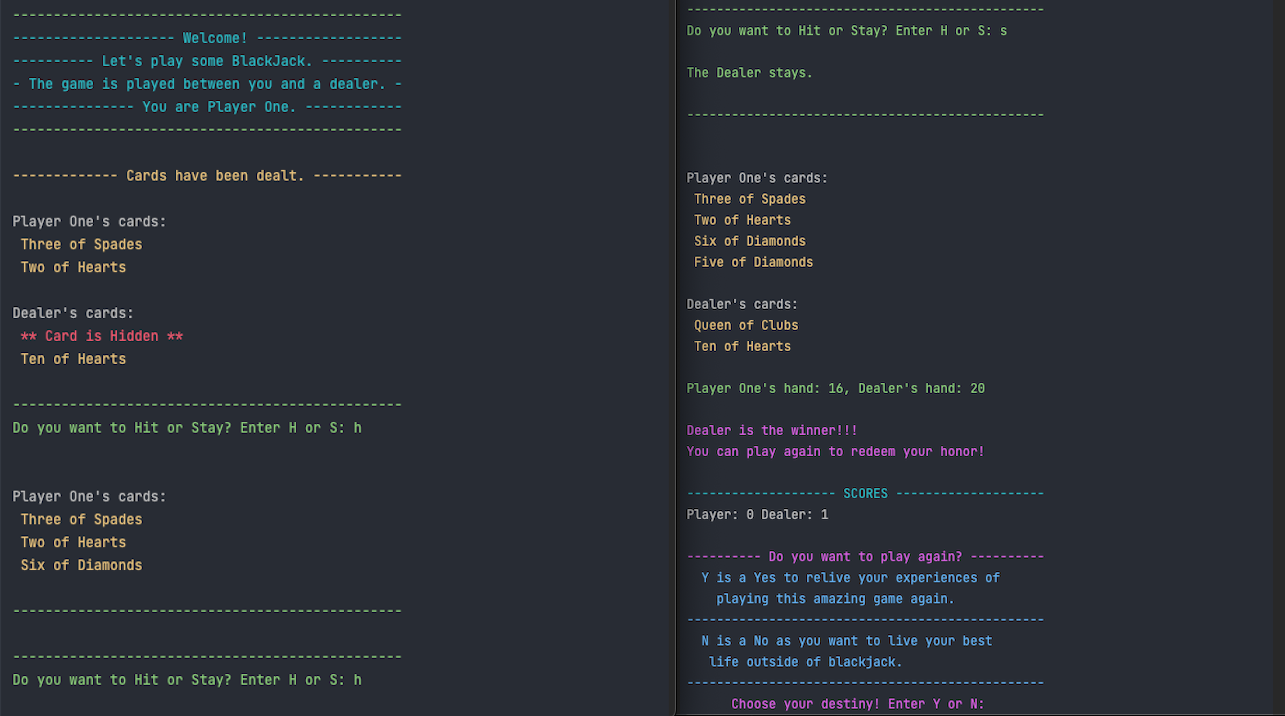 ------------------------------------------------
-------------------- Welcome! ------------------
---------- Let's play some BlackJack. ----------
- The game is played between you and a dealer. -
--------------- You are Player One. ------------
------------------------------------------------
------------- Cards have been dealt. -----------
Player One's cards:
Three of Spades
Two of Hearts
Dealer's cards:
** Card is Hidden **
Ten of Hearts
------------------------------------------------
Do you want to Hit or Stay? Enter H or S: h
Player One's cards:
Three of Spades
Two of Hearts
Six of Diamonds
------------------------------------------------
------------------------------------------------
Do you want to Hit or Stay? Enter H or S: h
------------------------------------------------
Do you want to Hit or Stay? Enter H or S: s
The Dealer stays.
------------------------------------------------
Player One's cards:
Three of Spades
Two of Hearts
Six of Diamonds
Five of Diamonds
Dealer's cards:
Queen of Clubs
Ten of Hearts
Player One's hand: 16, Dealer's hand: 20
Dealer is the winner!!!
You can play again to redeem your honor!
-------------------- SCORES --------------------
Player: 0 Dealer: 1
---------- Do you want to play again? ----------
Y is a Yes to relive your experiences of
playing this amazing game again.
------------------------------------------------
N is a No as you want to live your best
life outside of blackjack.
------------------------------------------------
Choose your destiny! Enter Y or N: